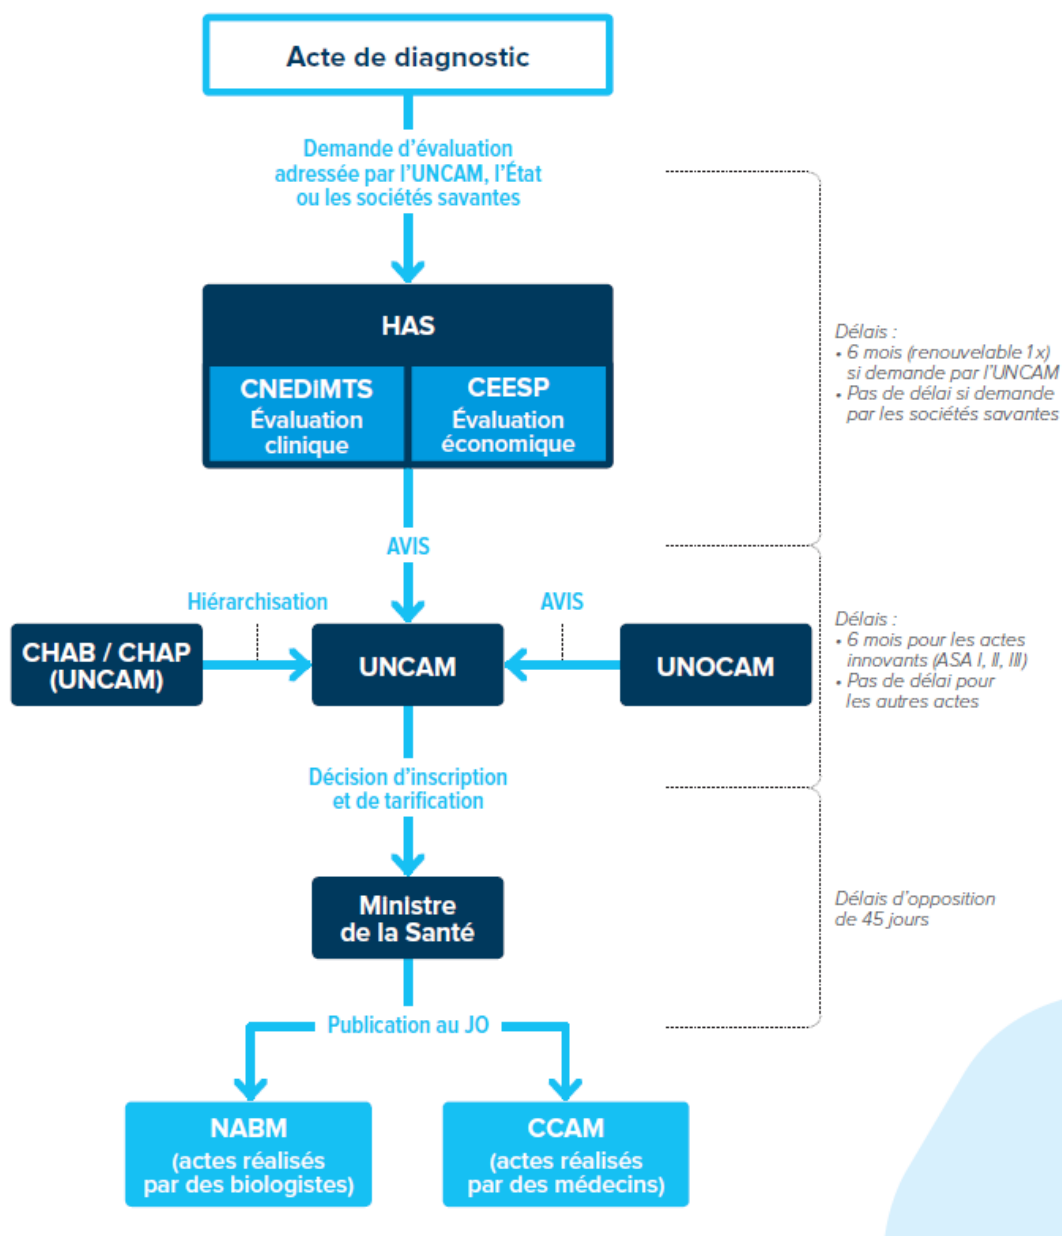 Acte de diagnostic
Demande d'évaluation
adressée par l'UNCAM, l'État
ou les sociétés savantes
HAS
CNEDIMTS
Évaluation
clinique
CEESP
Évaluation
économique
Délais :
• 6 mois (renouvelable 1x)
si demande par l'UNCAM
• Pas de délai si demande
par les sociétés savantes
AVIS
Hiérarchisation
AVIS
CHAB / CHAP
(UNCAM)
UNCAM
UNOCAM
Délais :
• 6 mois pour les actes
innovants (ASA I, II, III)
• Pas de délai pour
les autres actes
Décision d'inscription
et de tarification
Ministre
de la Santé
Délais d'opposition
de 45 jours
Publication au JO
NABM
(actes réalisés
par des biologistes)
CCAM
(actes réalisés
par des médecins)